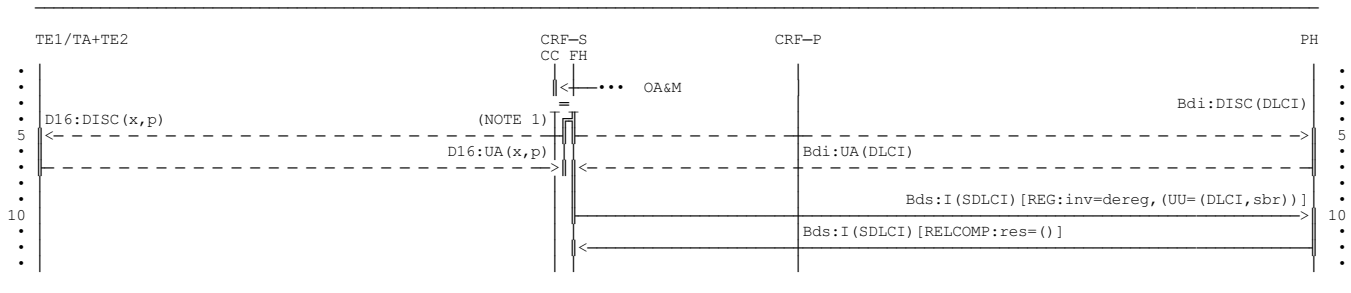 TE1/TA+TE2 CRF—S CRF—P PH
CC FH
OA&M
Bdi:DISC(DLCI)
D16:DISC(x,p) (NOTE 1)
5 5
D16:UA(x,p) Bdi:UA(DLCI)
Bds:I(SDLCI)[REG:inv=dereg,(UU=(DLCI,sbr))]
10 10
Bds:I(SDLCI)[RELCOMP:res=()]